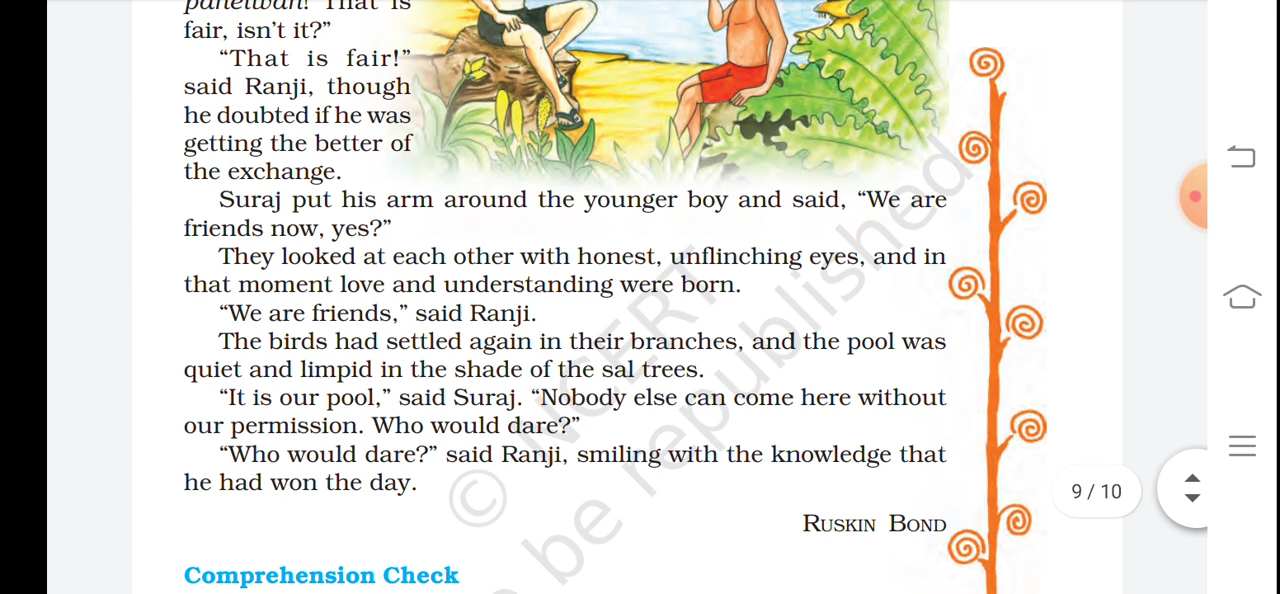 pahelwan! That is
fair, isn't it?”
“That is fair!”
said Ranji, though
he doubted if he was
getting the better of
the exchange.
Suraj put his arm around the younger boy and said, “We are
friends now, yes?”
They looked at each other with honest, unflinching eyes, and in
that moment love and understanding were born.
“We are friends,” said Ranji.
The birds had settled again in their branches, and the pool was
quiet and limpid in the shade of the sal trees.
“It is our pool,” said Suraj. “Nobody else can come here without
our permission. Who would dare?”
“Who would dare?” said Ranji, smiling with the knowledge that
he had won the day.
RUSKIN BOND
Comprehension Check
© NCERT
be republished
9 / 10